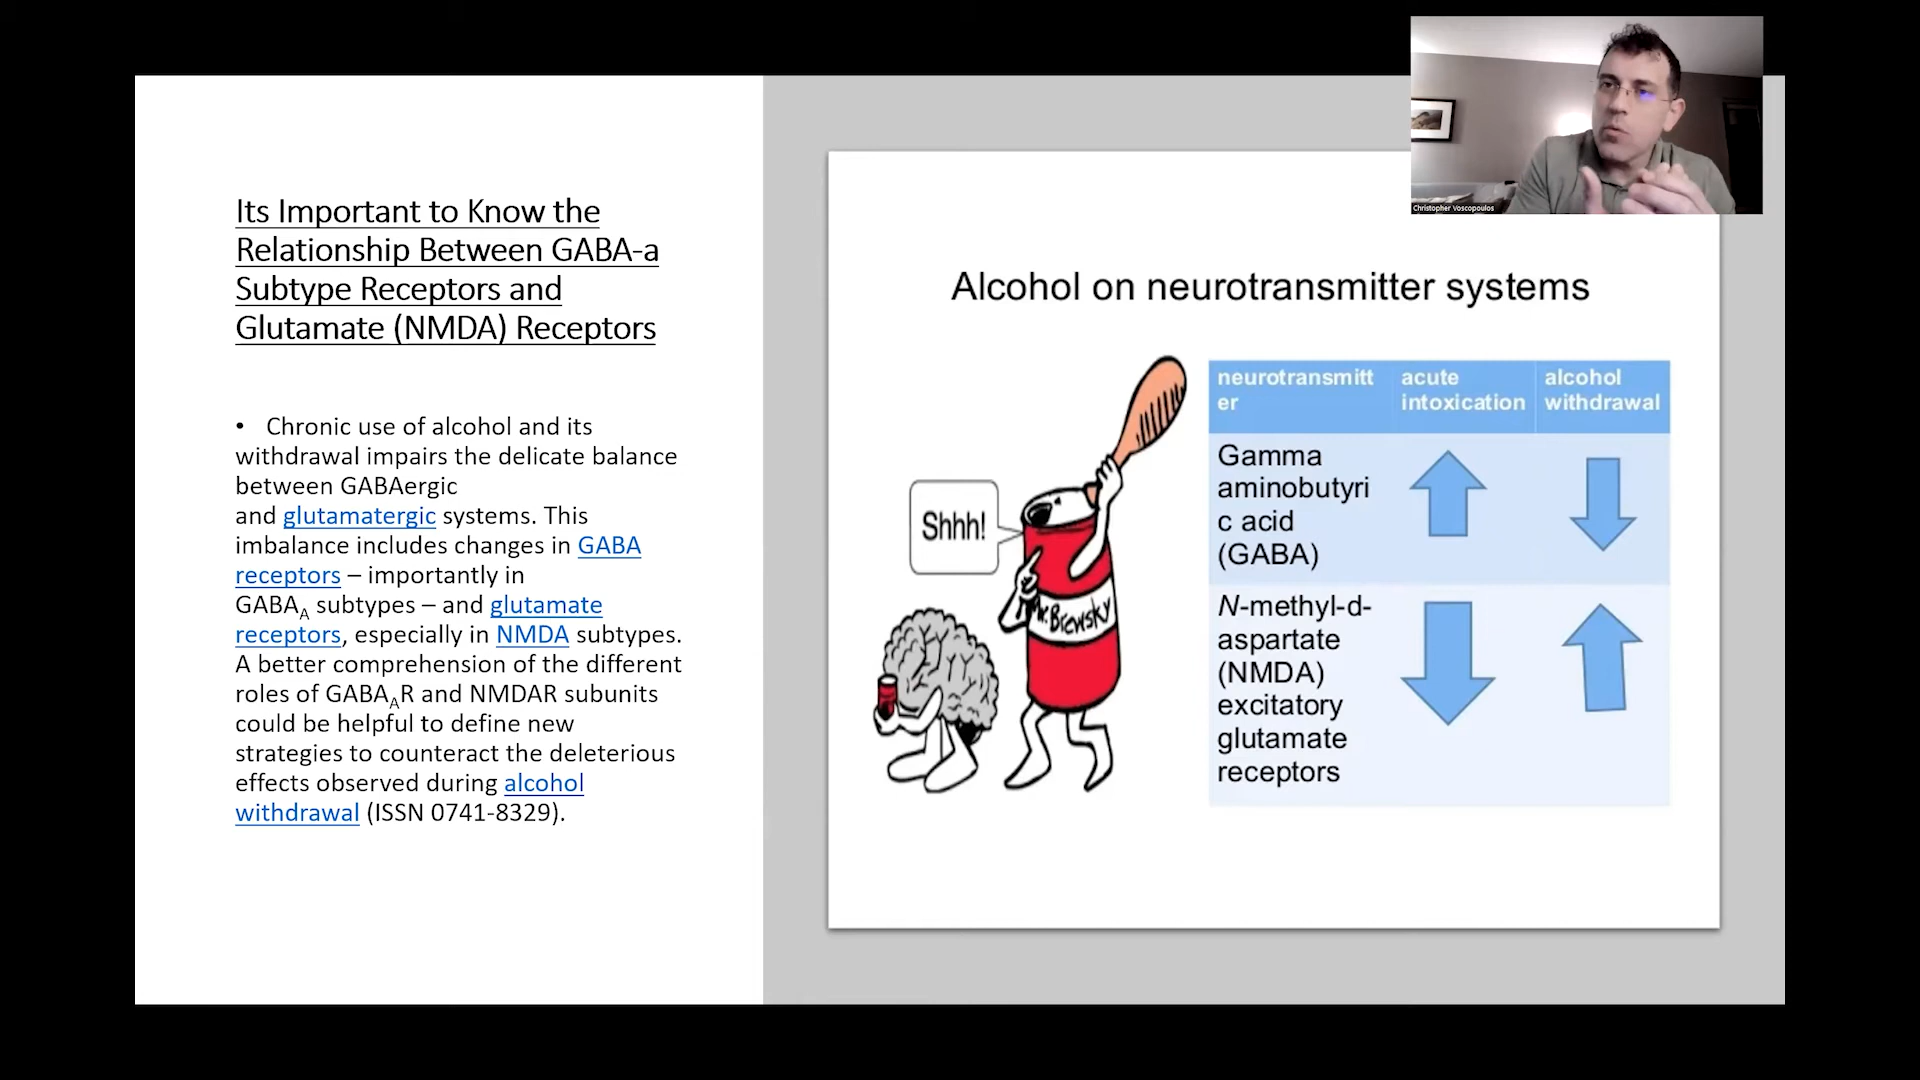 Christopher Voscopoulos
Its Important to Know the
Relationship Between GABA-a
Subtype Receptors and
Glutamate (NMDA) Receptors
• Chronic use of alcohol and its
withdrawal impairs the delicate balance
between GABAergic
and glutamatergic systems. This
imbalance includes changes in GABA
receptors – importantly in
GABAA subtypes – and glutamate
receptors, especially in NMDA subtypes.
A better comprehension of the different
roles of GABAAR and NMDAR subunits
could be helpful to define new
strategies to counteract the deleterious
effects observed during alcohol
withdrawal (ISSN 0741-8329).
Alcohol on neurotransmitter systems
Shhh!
Brewsky
neurotransmitt
er
acute
intoxication
alcohol
withdrawal
Gamma
aminobutyri
c acid
(GABA)
N-methyl-d-
aspartate
(NMDA)
excitatory
glutamate
receptors